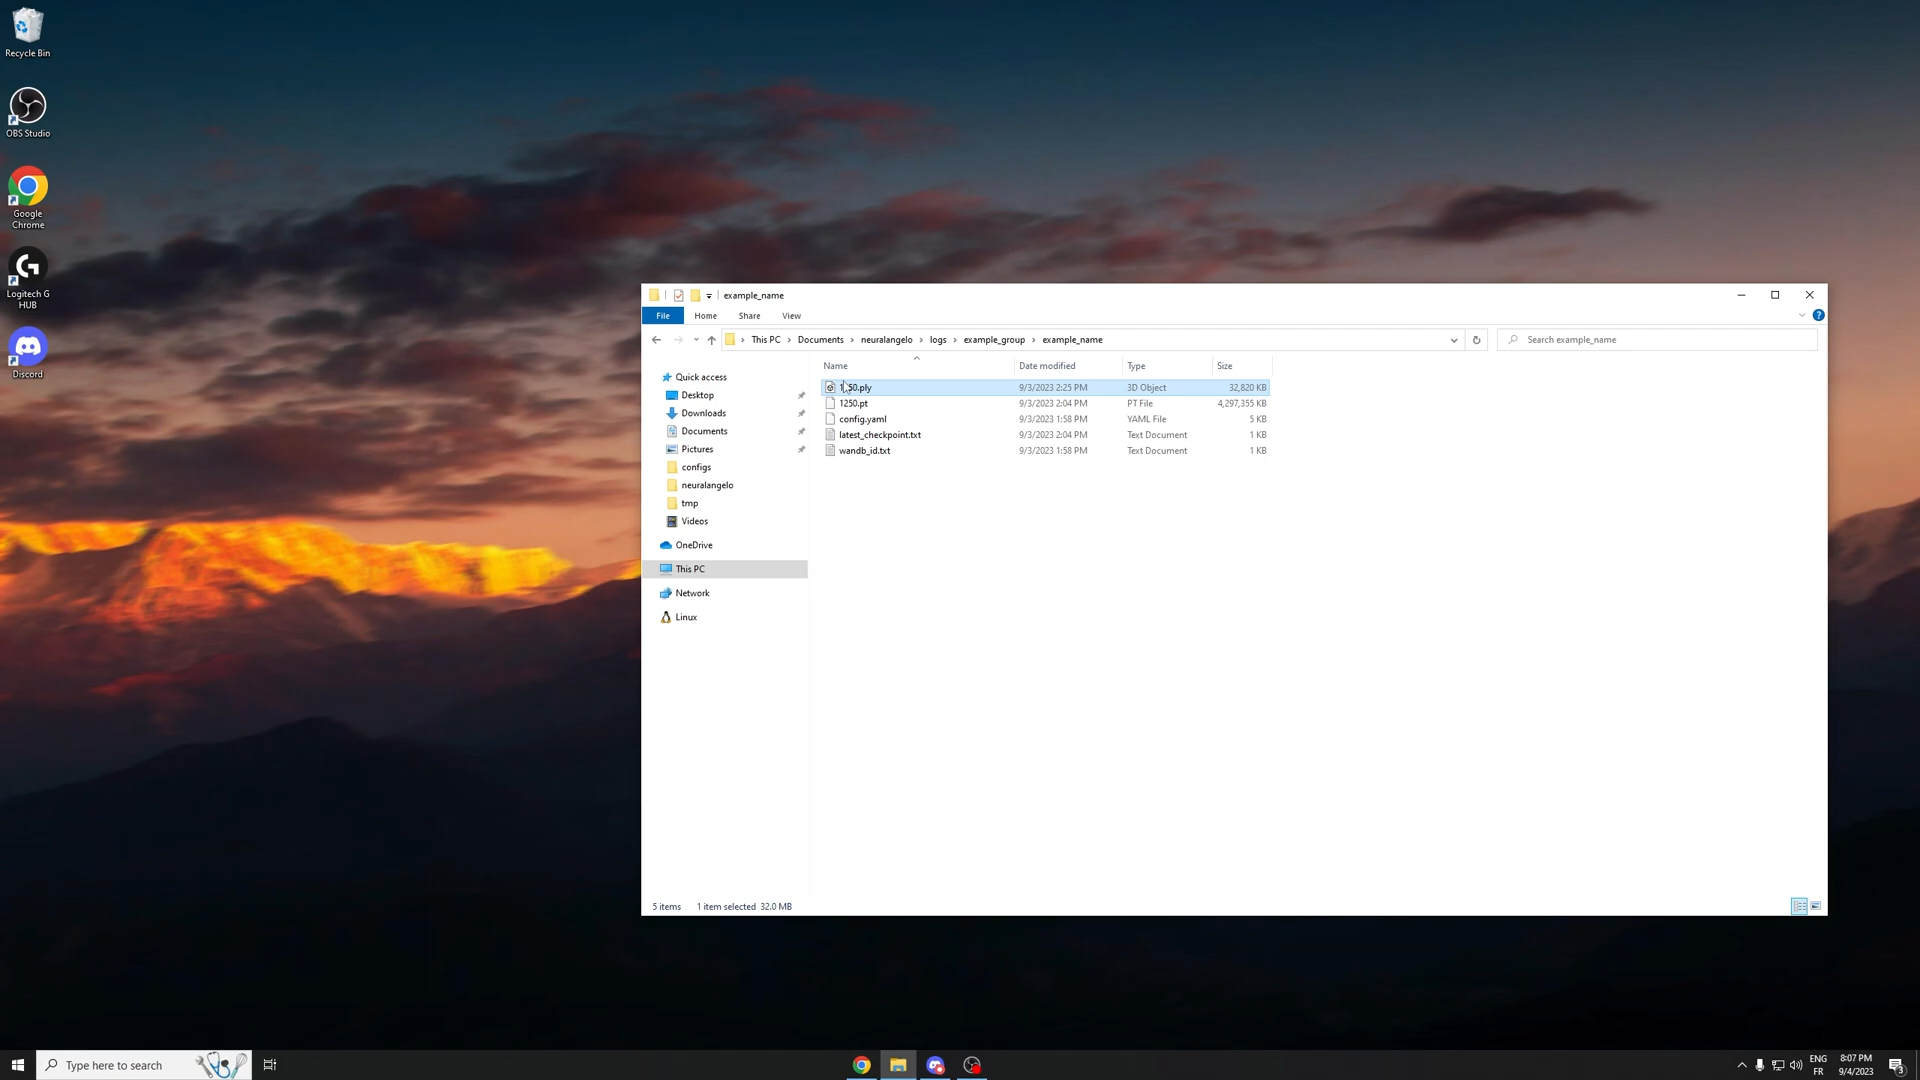 Recycle Bin
OBS Studio
Google
Chrome
Logitech G
HUB
Discord
example_name
File Home Share View
This PC Documents neuralangelo logs example_group example_name
Search example_name
Name Date modified Type Size
Quick access
Desktop
Downloads
Documents
Pictures
configs
neuralangelo
tmp
Videos
OneDrive
This PC
Network
Linux
9/3/2023 2:25 PM 3D Object 32,820 KB
1250.pt 9/3/2023 2:04 PM PT File 4,297,355 KB
config.yaml 9/3/2023 1:58 PM YAML File 5 KB
latest_checkpoint.txt 9/3/2023 2:04 PM Text Document 1 KB
wandb_id.txt 9/3/2023 1:58 PM Text Document 1 KB
5 items 1 item selected 32.0 MB
Type here to search
ENG
FR
8:07 PM
9/4/2023
3